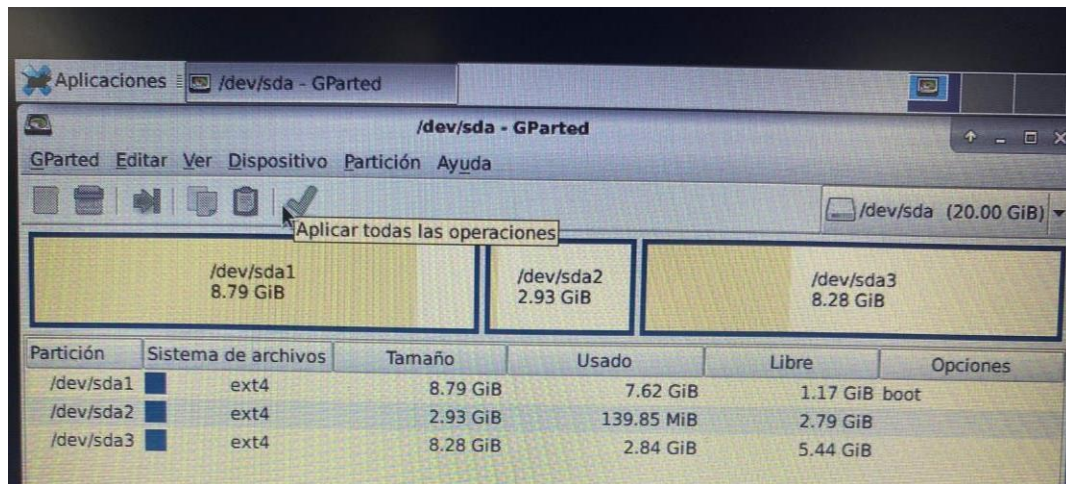 Aplicaciones /dev/sda - GParted
/dev/sda - GParted
GParted Editar Ver Dispositivo Partición Ayuda
/dev/sda (20.00 GiB)
Aplicar todas las operaciones
/dev/sda1
8.79 GiB
/dev/sda2
2.93 GiB
/dev/sda3
8.28 GiB
Partición Sistema de archivos Tamaño Usado Libre Opciones
/dev/sda1 ext4 8.79 GiB 7.62 GiB 1.17 GiB boot
/dev/sda2 ext4 2.93 GiB 139.85 MiB 2.79 GiB
/dev/sda3 ext4 8.28 GiB 2.84 GiB 5.44 GiB